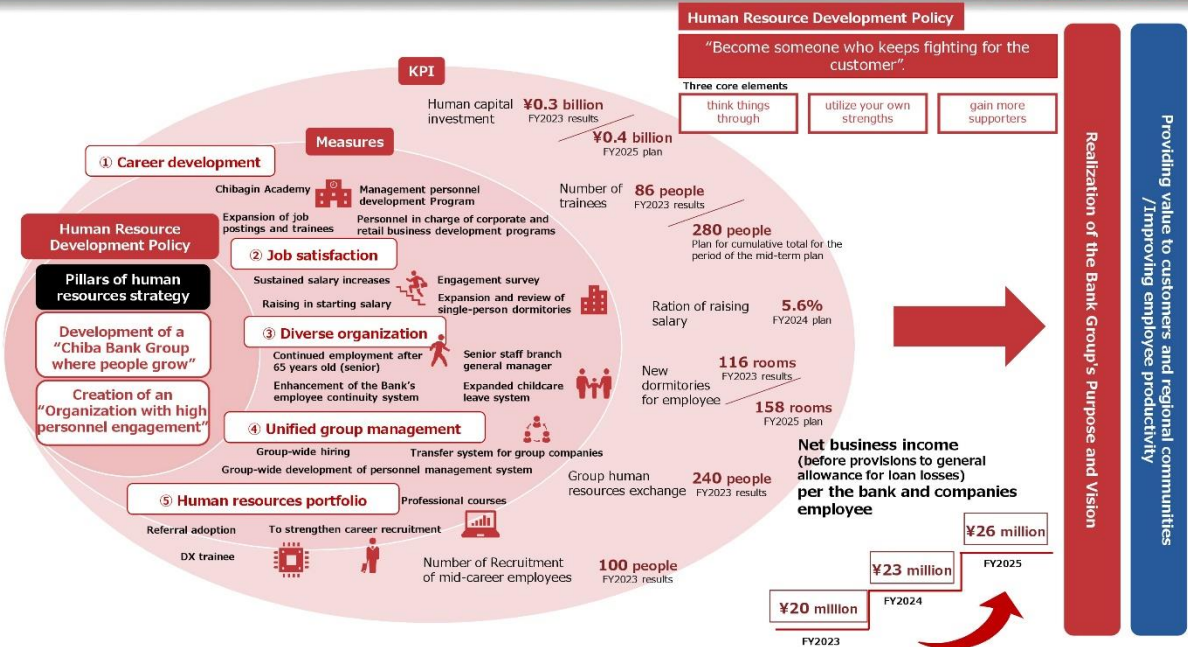 Human Resource Development Policy
“Become someone who keeps fighting for the
customer”.
Three core elements
think things
through
utilize your own
strengths
gain more
supporters
KPI
Human capital
investment
¥0.3 billion
FY2023 results
¥0.4 billion
FY2025 plan
Measures
① Career development
Chibagin Academy
Management personnel
development Program
Expansion of job
postings and trainees
Personnel in charge of corporate and
retail business development programs
Number of
trainees
86 people
FY2023 results
280 people
Plan for cumulative total for the
period of the mid-term plan
Human Resource
Development Policy
Pillars of human
resources strategy
Development of a
“Chiba Bank Group
where people grow”
Creation of an
“Organization with high
personnel engagement”
② Job satisfaction
Sustained salary increases
Engagement survey
Raising in starting salary
Expansion and review of
single-person dormitories
Ration of raising
salary
5.6%
FY2024 plan
③ Diverse organization
Continued employment after
65 years old (senior)
Senior staff branch
general manager
Enhancement of the Bank’s
employee continuity system
Expanded childcare
leave system
New
dormitories
for employee
116 rooms
FY2023 results
158 rooms
FY2025 plan
④ Unified group management
Group-wide hiring
Transfer system for group companies
Group-wide development of personnel management system
Group human
resources exchange
240 people
FY2023 results
⑤ Human resources portfolio
Professional courses
Referral adoption
To strengthen career recruitment
DX trainee
Number of Recruitment
of mid-career employees
100 people
FY2023 results
Net business income
(before provisions to general
allowance for loan losses)
per the bank and companies
employee
¥20 million
FY2023
¥23 million
FY2024
¥26 million
FY2025
Realization of the Bank Group's Purpose and Vision
Providing value to customers and regional communities
/Improving employee productivity